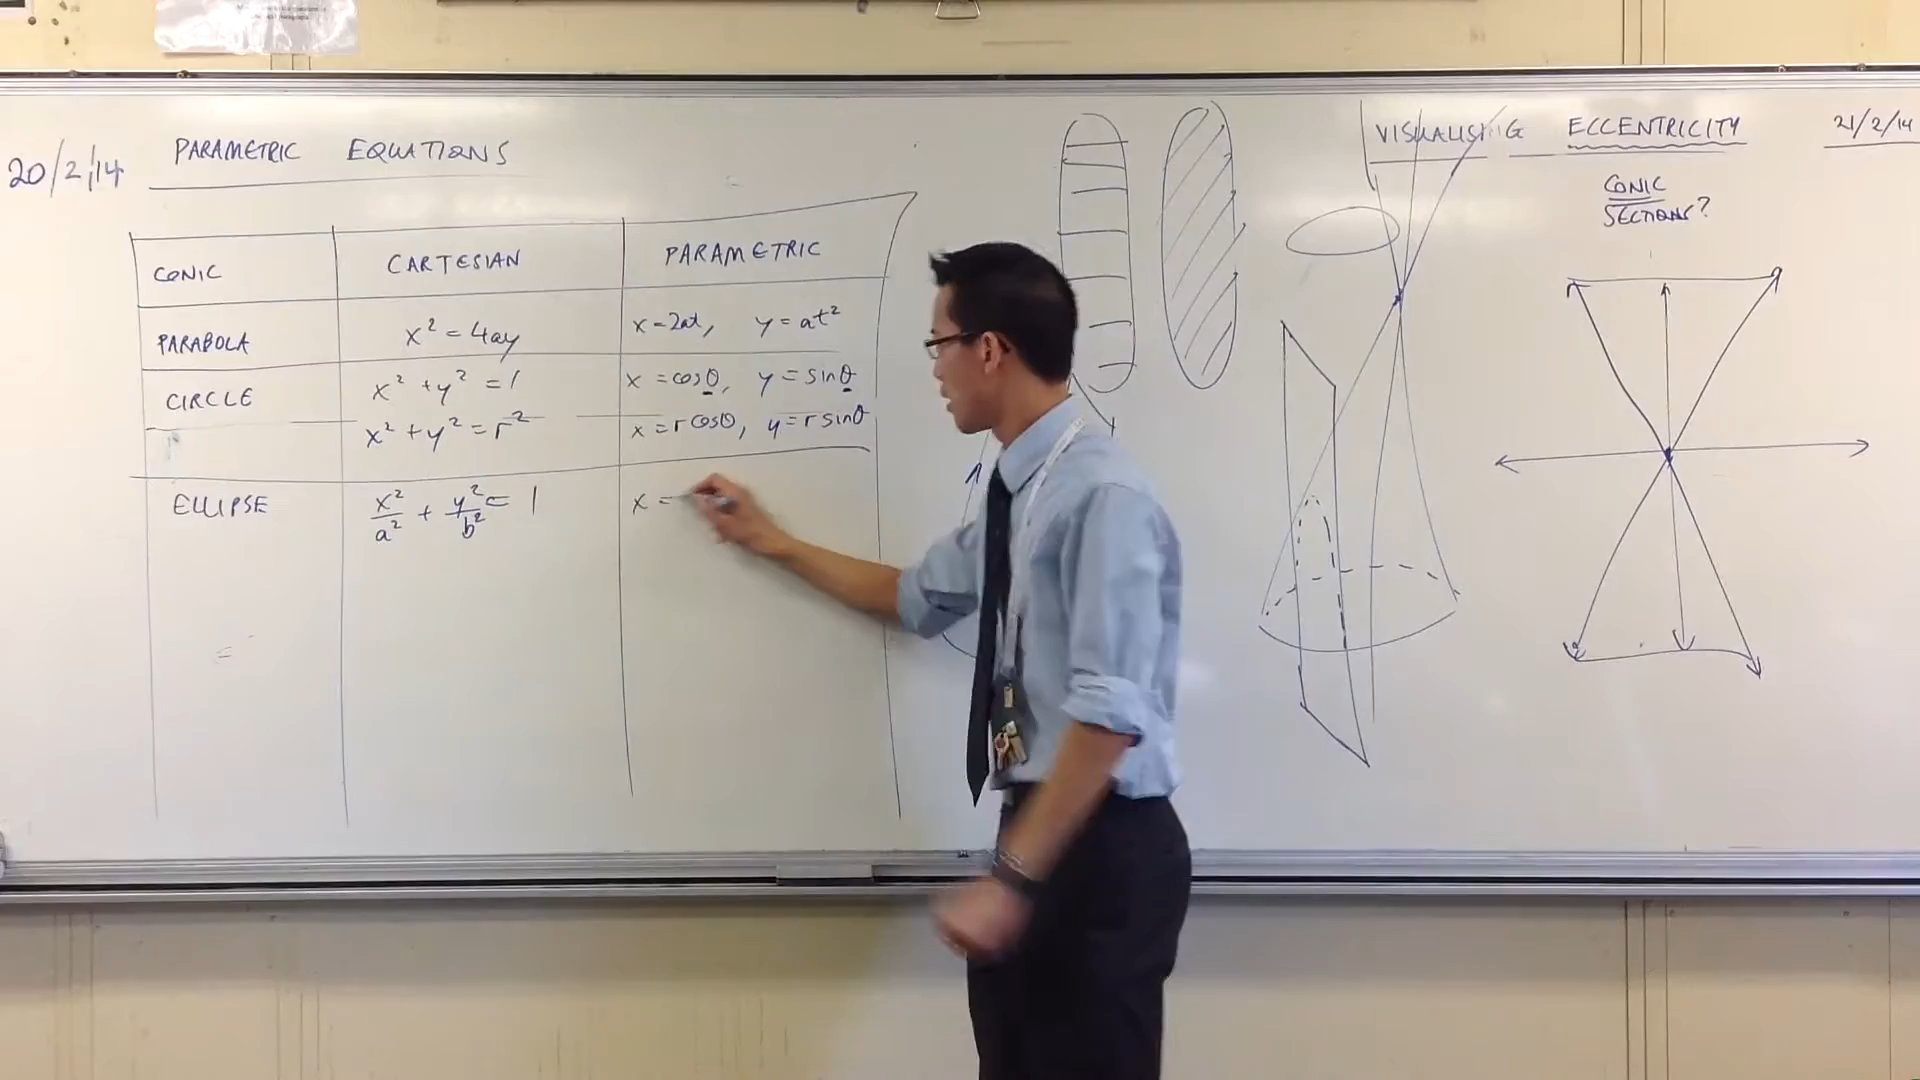 20/2/14
PARAMETRIC EQUATIONS
CONIC CARTESIAN PARAMETRIC
PARABOLA x² = 4ay x = 2at, y = at²
CIRCLE x² + y² = 1 x = cosθ, y = sinθ
x² + y² = r² x = r cosθ, y = r sinθ
ELLIPSE x²/a² + y²/b² = 1 x =
VISUALISING ECCENTRICITY
21/2/14
CONIC
SECTIONS?